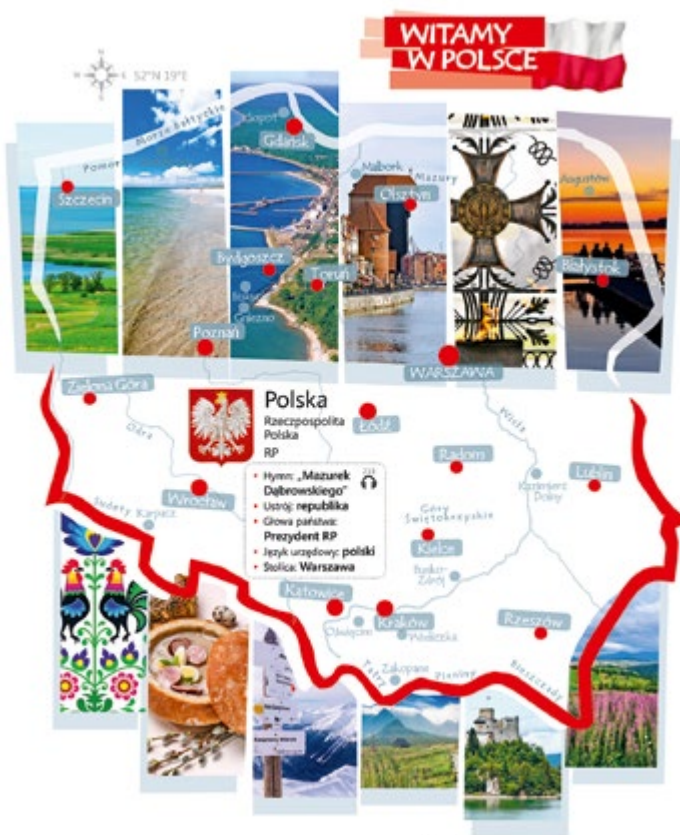 WITAMY
W POLSCE
52°N 19°E
Morze Bałtyckie
Sopot
Gdańsk
Malbork
Mazury
Olsztyn
Augustów
Szczecin
Bydgoszcz
Toruń
Białystok
Gniezno
Poznań
WARSZAWA
Zielona Góra
Odra
Polska
Rzeczpospolita
Polska
RP
Łódź
Wisła
Radom
Lublin
Kazimierz
Dolny
Hymn: „Mazurek
Dąbrowskiego”
Ustrój: republika
Głowa państwa:
Prezydent RP
Język urzędowy: polski
Stolica: Warszawa
Wrocław
Sudety
Karpacz
Góry
Świętokrzyskie
Kielce
Busko-
Zdrój
Katowice
Kraków
Rzeszów
Oświęcim
Wieliczka
Tatry
Zakopane
Pieniny
Bieszczady